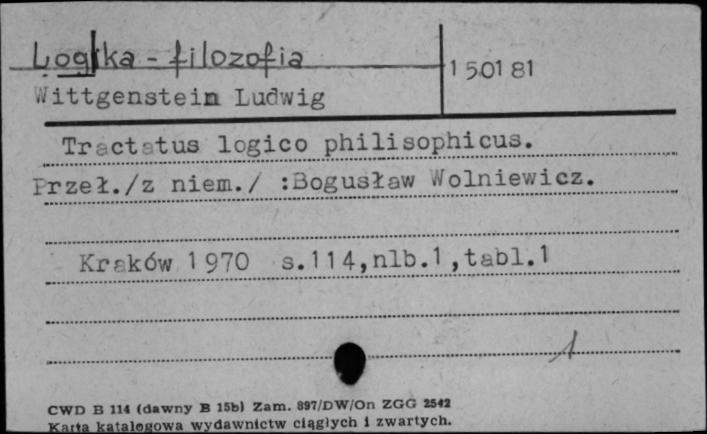 Logika - filozofia
150181
Wittgenstein Ludwig
Tractatus logico philisophicus.
Przeł./z niem./ :Bogusław Wolniewicz.
Kraków 1970 s.114,nlb.1,tabl.1
1
CWD B 114 (dawny B 15b) Zam. 897/DW/On ZGG 2542
Karta katalogowa wydawnictw ciągłych i zwartych.